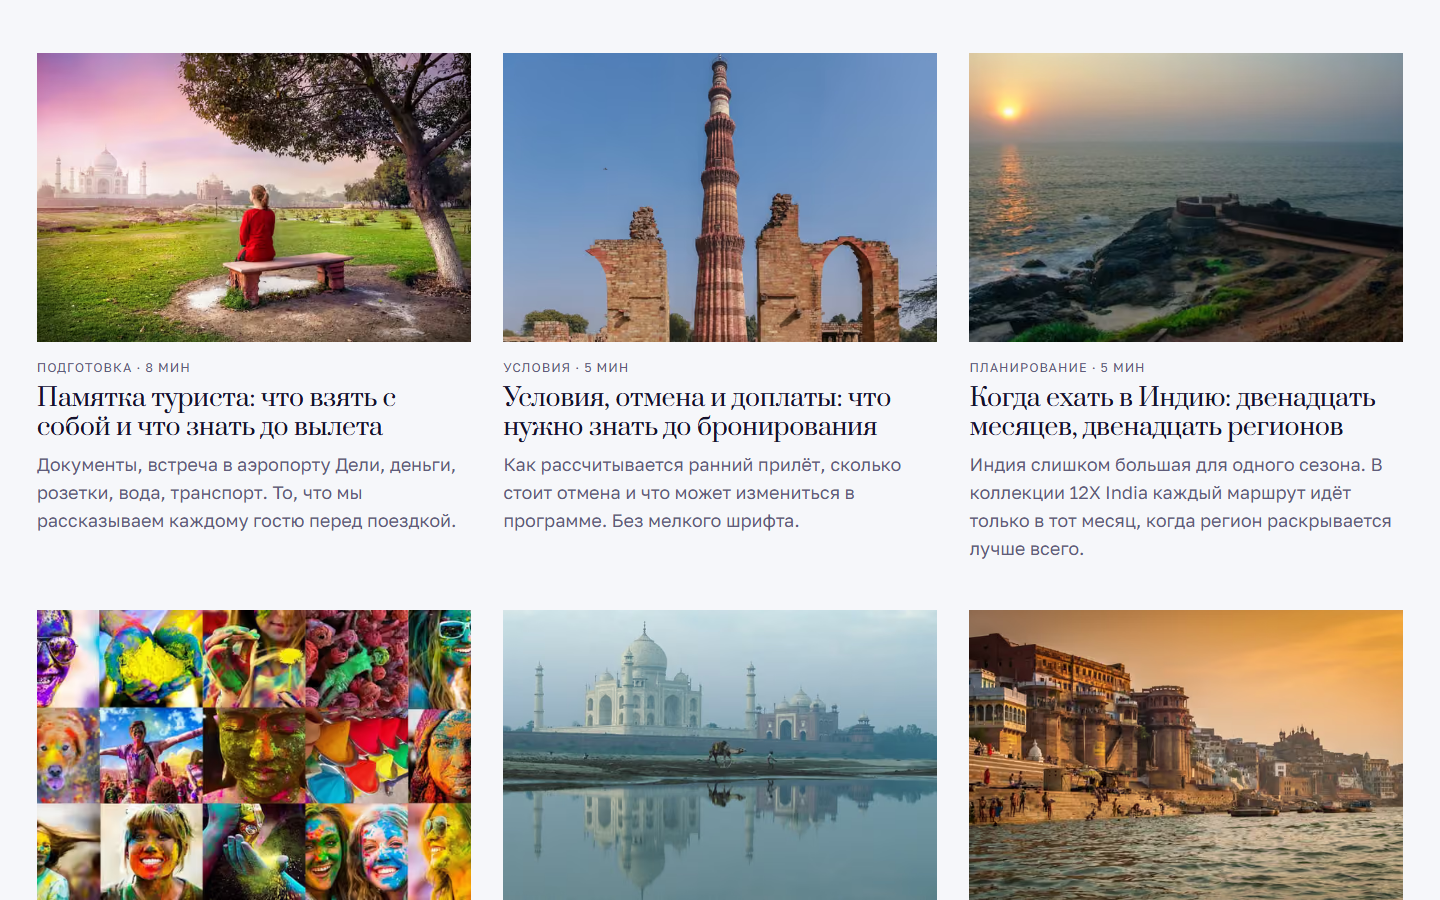 ПОДГОТОВКА · 8 МИН
Памятка туриста: что взять с
собой и что знать до вылета
Документы, встреча в аэропорту Дели, деньги,
розетки, вода, транспорт. То, что мы
рассказываем каждому гостю перед поездкой.
УСЛОВИЯ · 5 МИН
Условия, отмена и доплаты: что
нужно знать до бронирования
Как рассчитывается ранний прилёт, сколько
стоит отмена и что может измениться в
программе. Без мелкого шрифта.
ПЛАНИРОВАНИЕ · 5 МИН
Когда ехать в Индию: двенадцать
месяцев, двенадцать регионов
Индия слишком большая для одного сезона. В
коллекции 12X India каждый маршрут идёт
только в тот месяц, когда регион раскрывается
лучше всего.